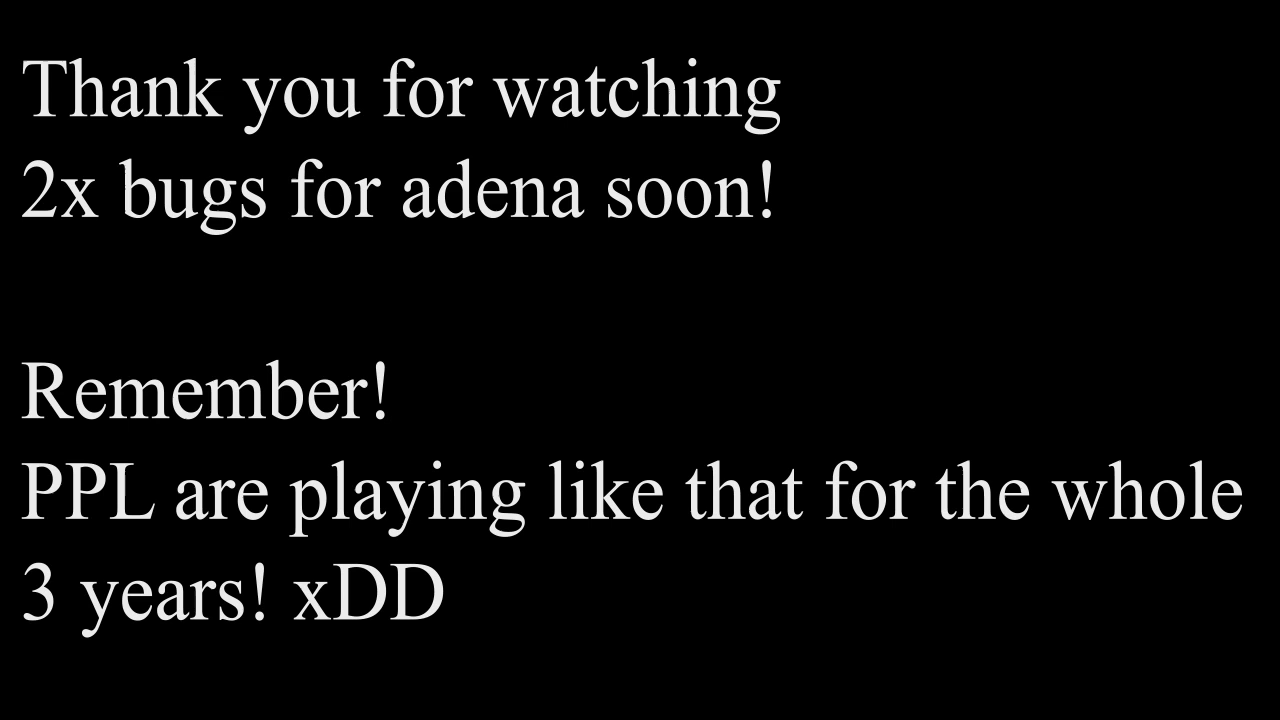 Thank you for watching
2x bugs for adena soon!
Remember!
PPL are playing like that for the whole
3 years! xDD